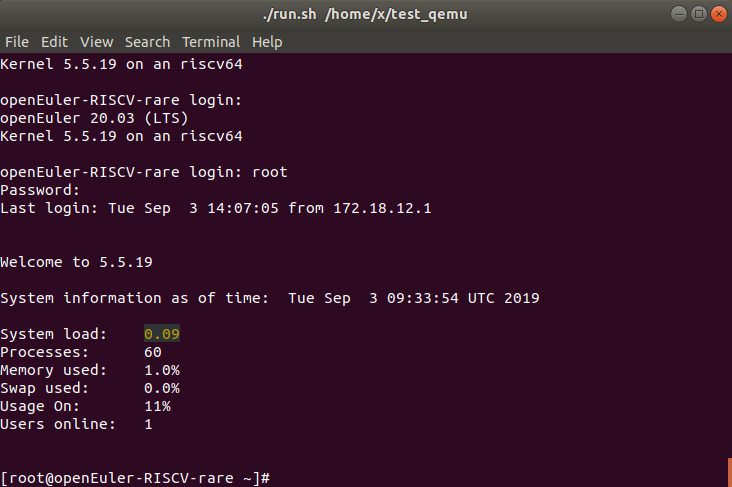 ./run.sh /home/x/test_qemu
File Edit View Search Terminal Help
Kernel 5.5.19 on an riscv64
openEuler-RISCV-rare login:
openEuler 20.03 (LTS)
Kernel 5.5.19 on an riscv64
openEuler-RISCV-rare login: root
Password:
Last login: Tue Sep  3 14:07:05 from 172.18.12.1
Welcome to 5.5.19
System information as of time:  Tue Sep  3 09:33:54 UTC 2019
System load:    0.09
Processes:      60
Memory used:    1.0%
Swap used:      0.0%
Usage On:       11%
Users online:   1
[root@openEuler-RISCV-rare ~]#